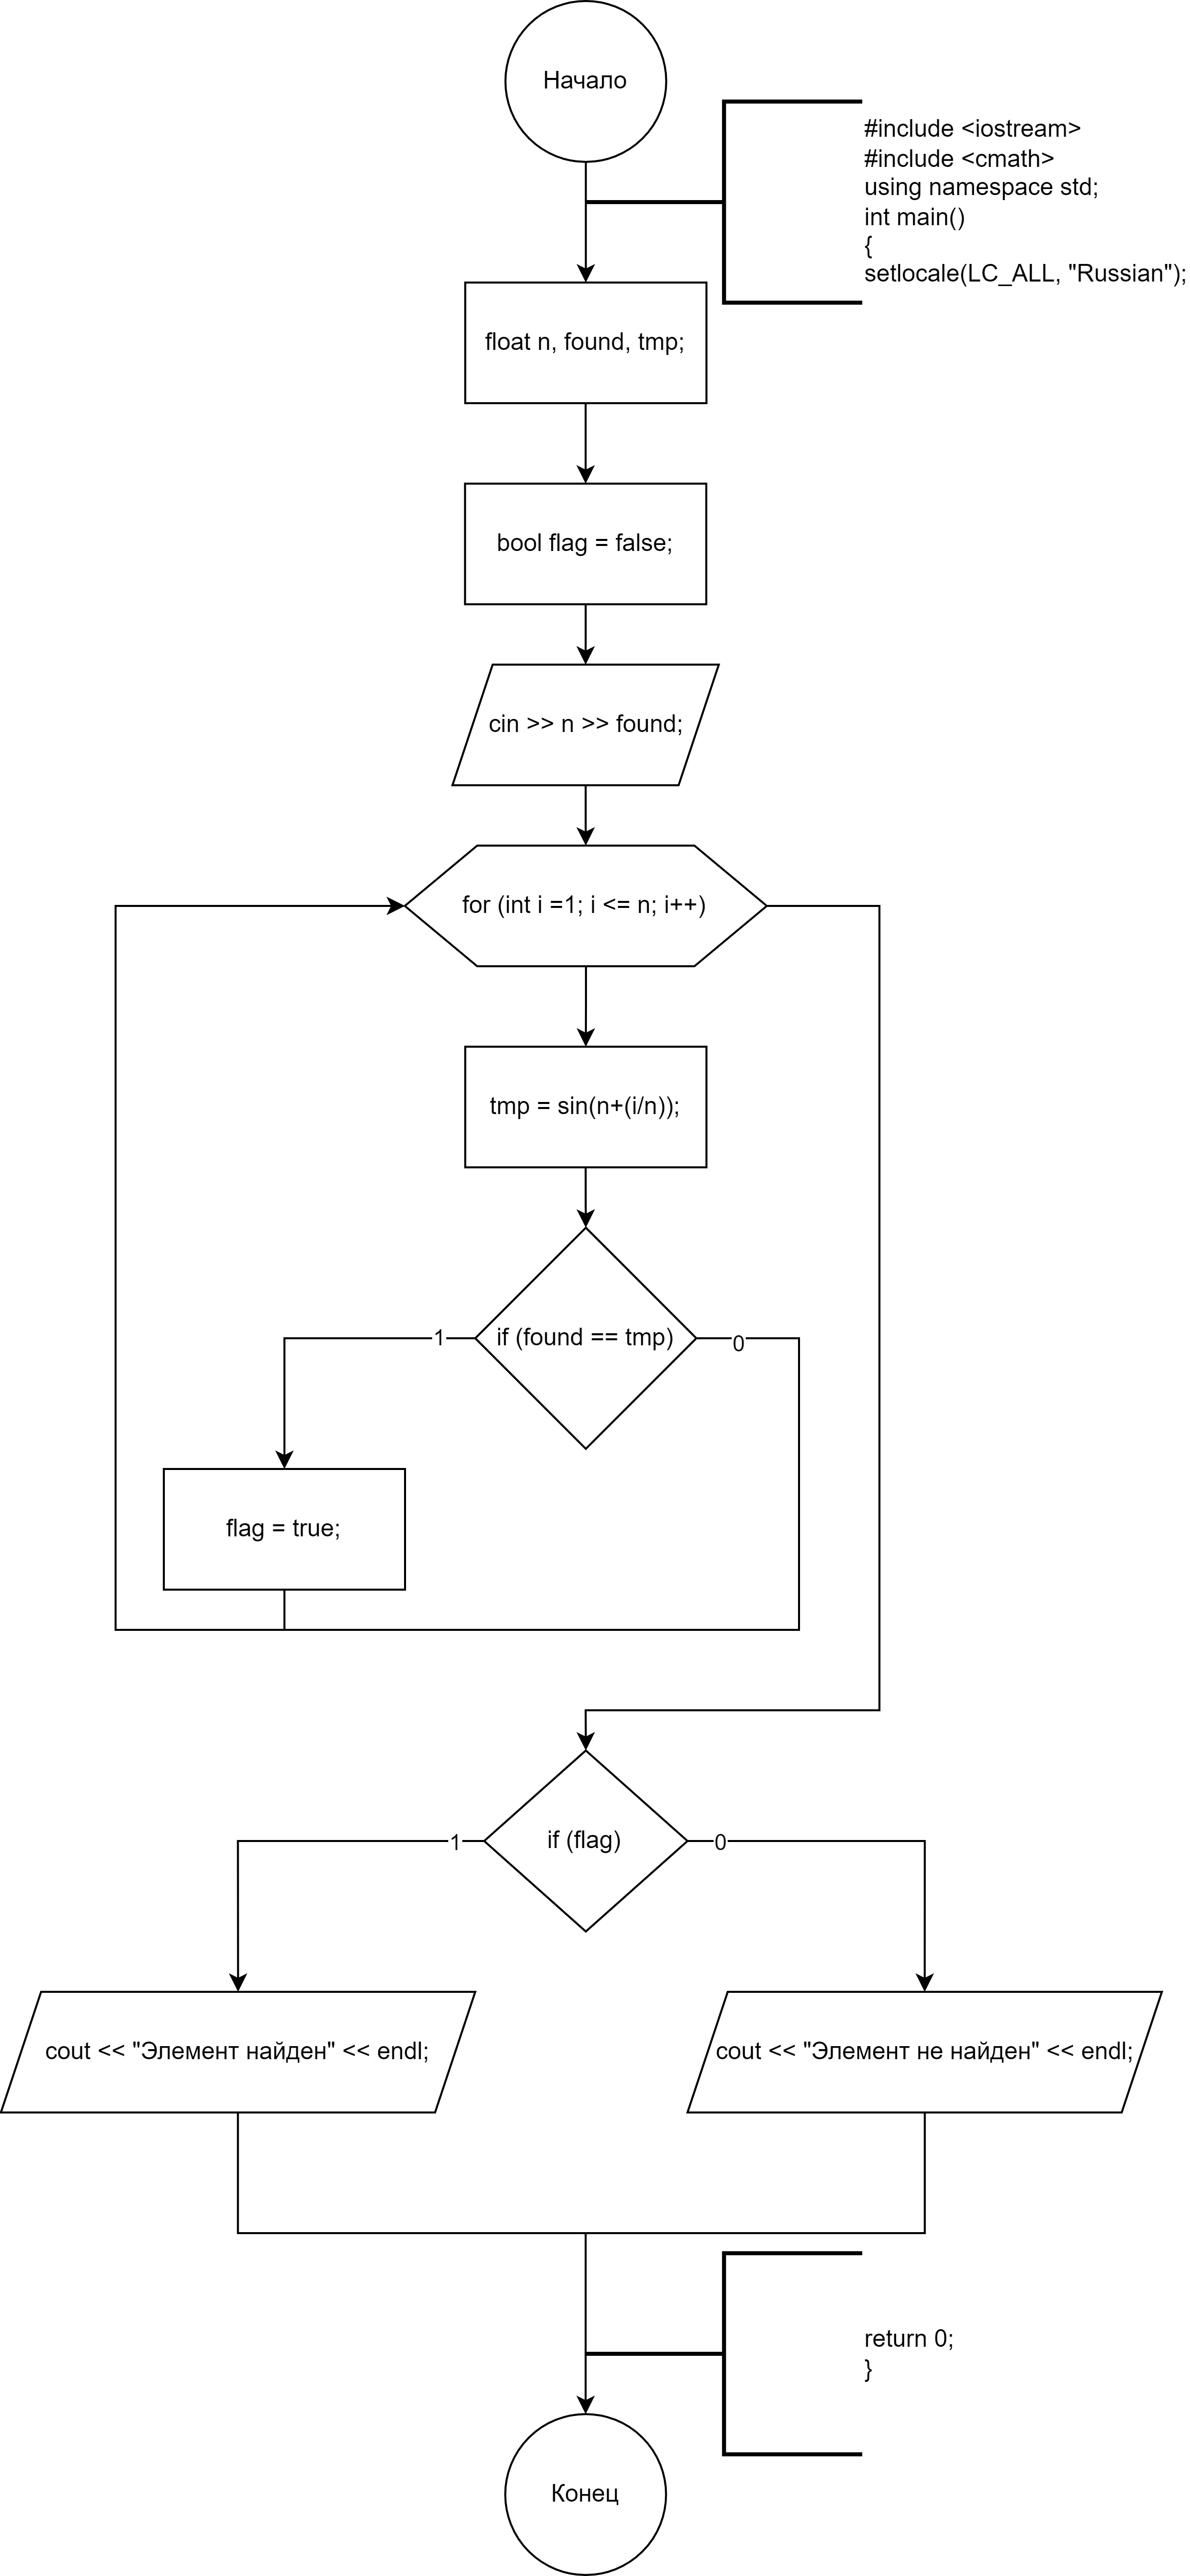 Начало
#include <iostream>
#include <cmath>
using namespace std;
int main()
{
setlocale(LC_ALL, "Russian");
float n, found, tmp;
bool flag = false;
cin >> n >> found;
for (int i =1; i <= n; i++)
tmp = sin(n+(i/n));
if (found == tmp)
1
0
flag = true;
if (flag)
1
0
cout << "Элемент найден" << endl;
cout << "Элемент не найден" << endl;
return 0;
}
Конец